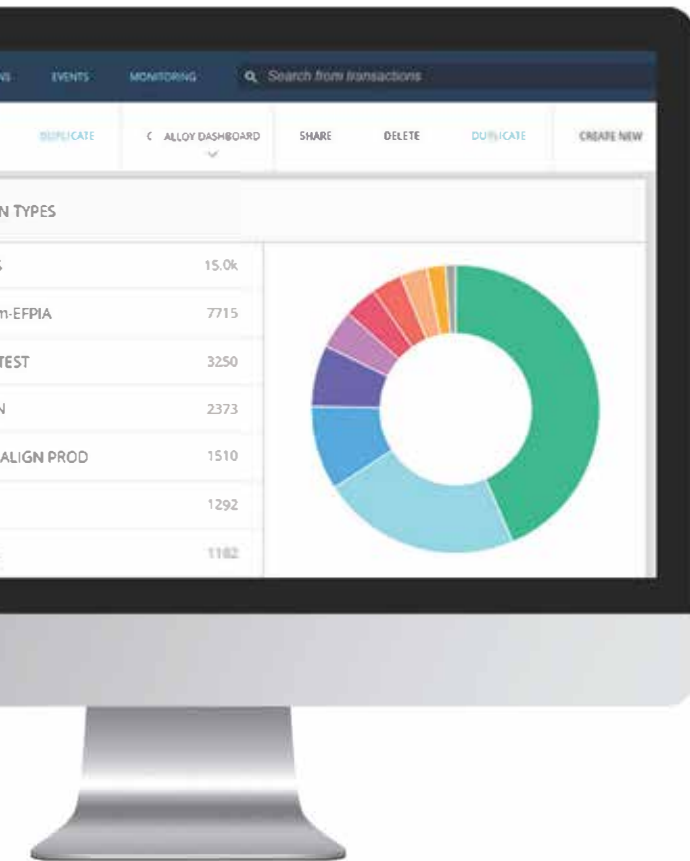 NS EVENTS MONITORING Search from transactions
DUPLICATE C ALLOY DASHBOARD SHARE DELETE DUPLICATE CREATE NEW
N TYPES
S 15.0k
m-EFPIA 7715
TEST 3250
N 2373
ALIGN PROD 1510
1292
1182